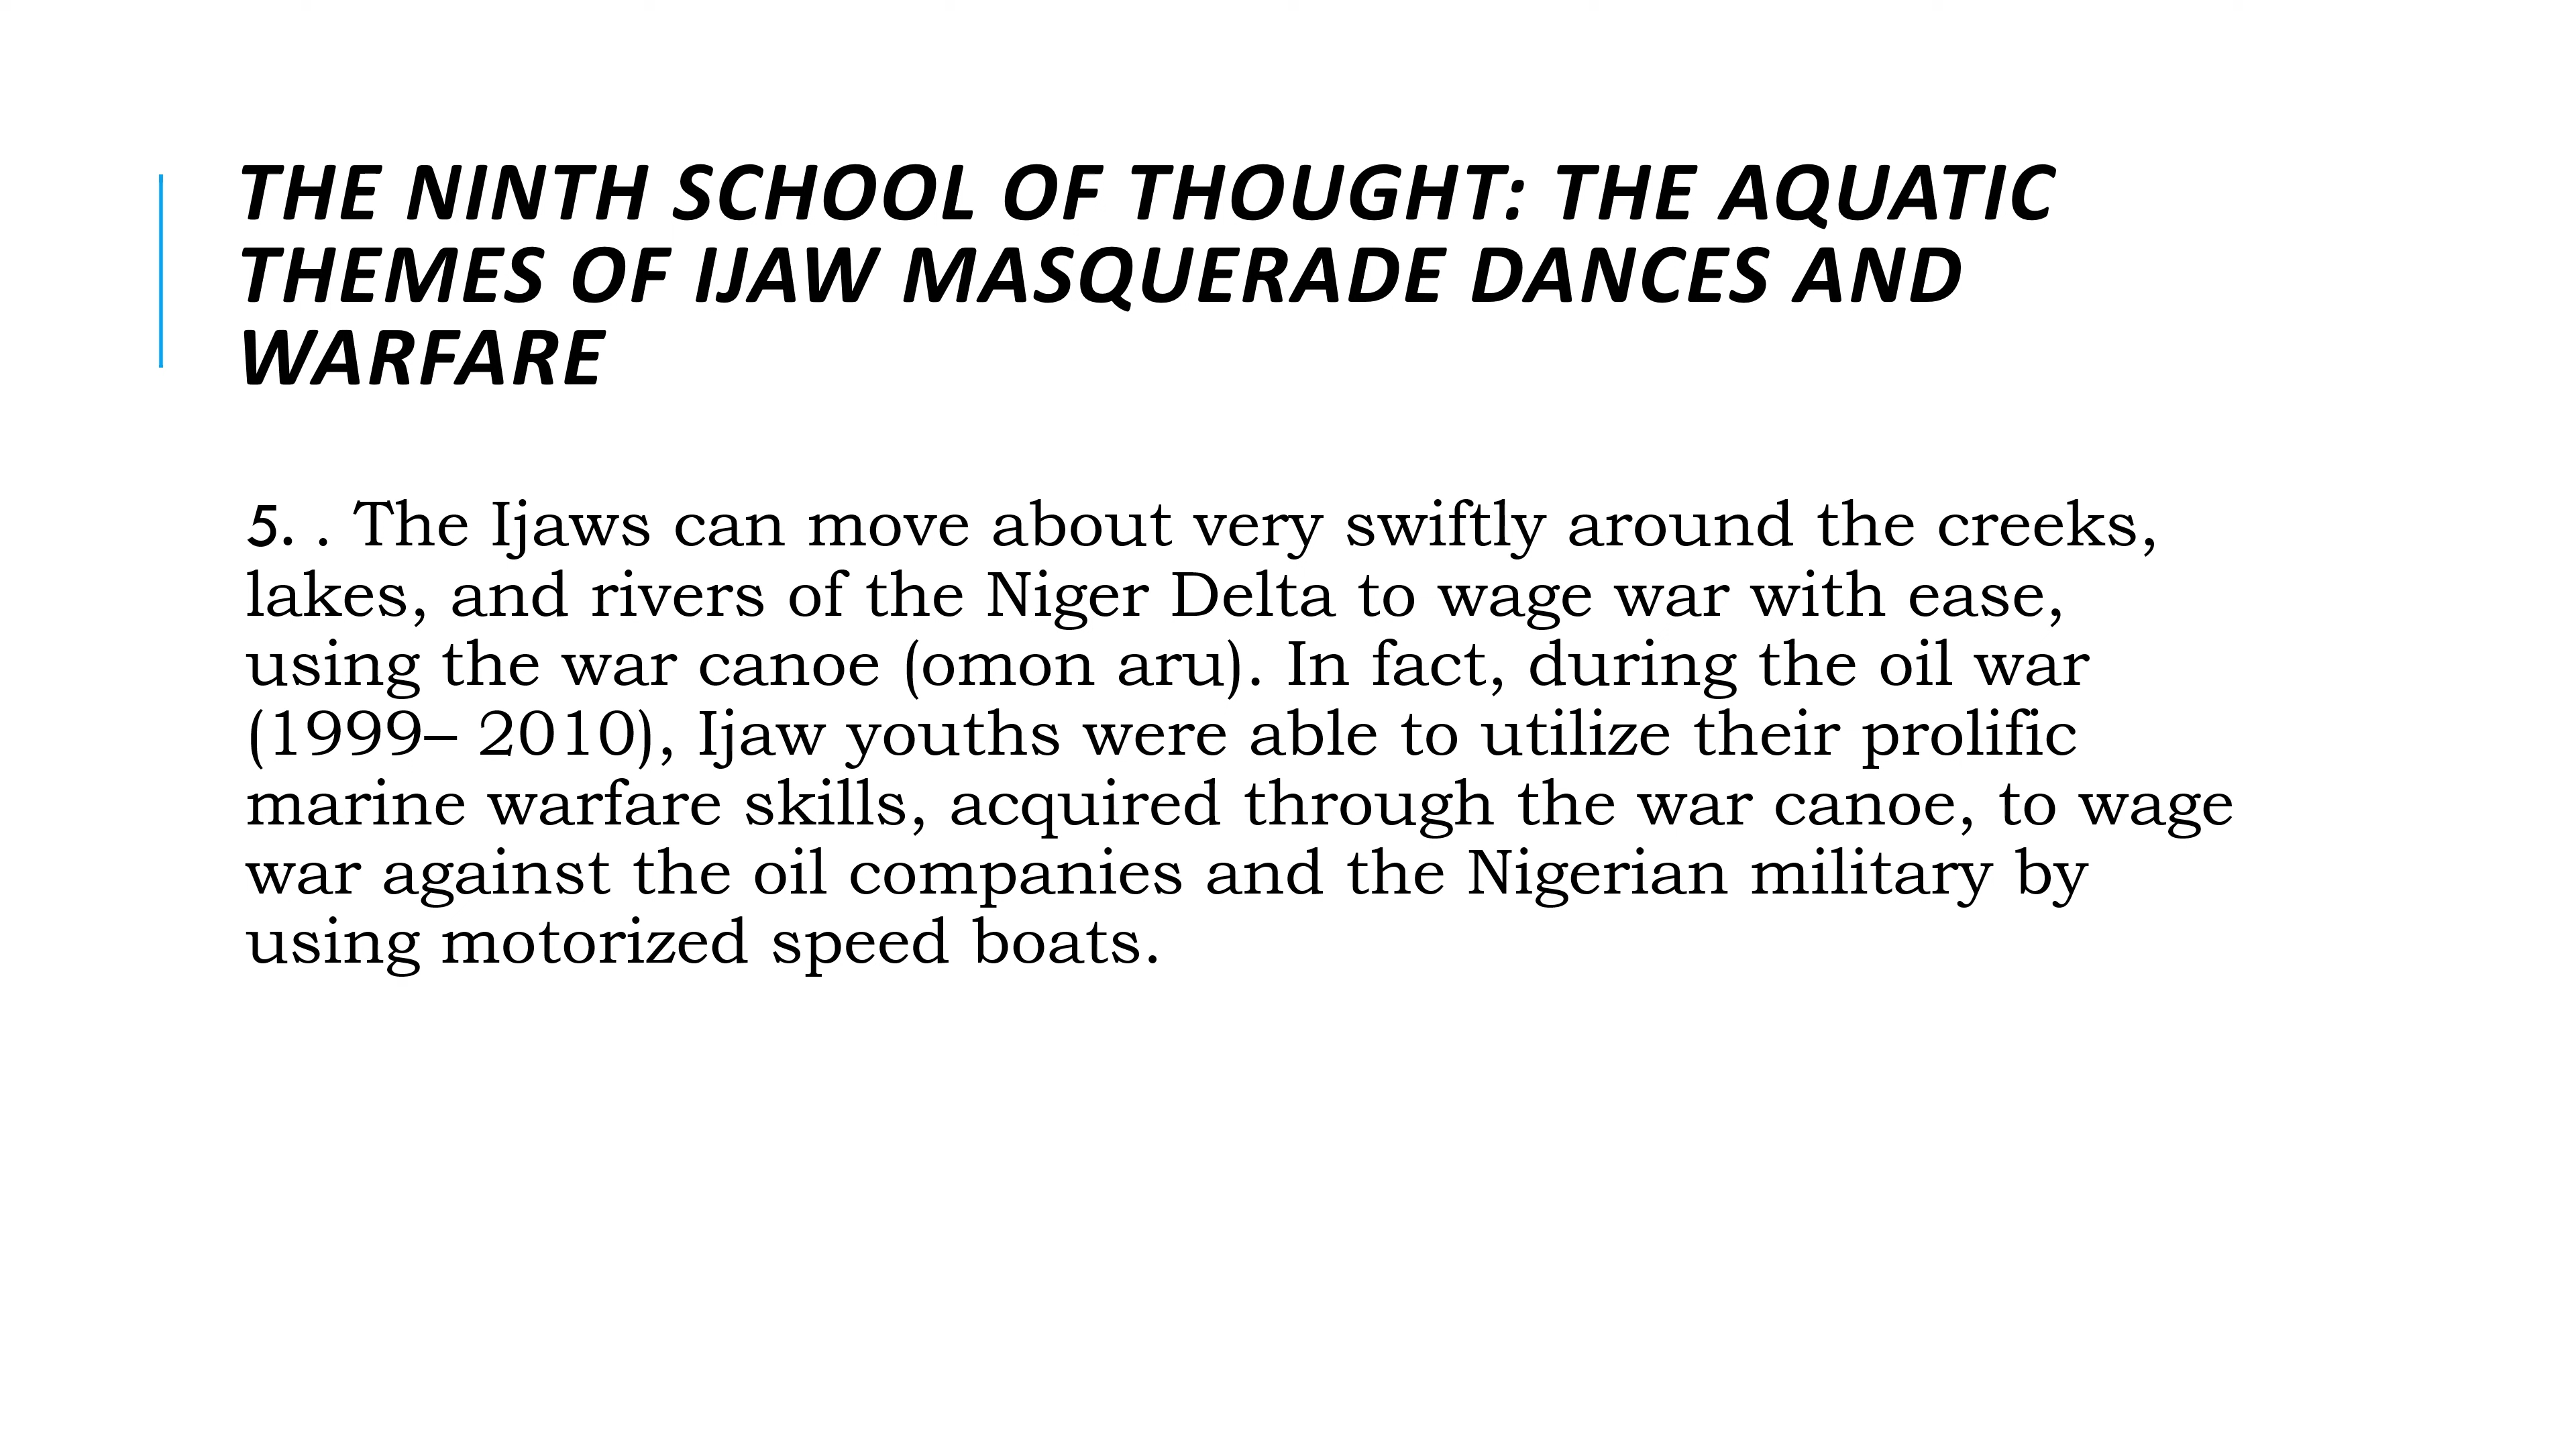 THE NINTH SCHOOL OF THOUGHT: THE AQUATIC
THEMES OF IJAW MASQUERADE DANCES AND
WARFARE
5. . The Ijaws can move about very swiftly around the creeks,
lakes, and rivers of the Niger Delta to wage war with ease,
using the war canoe (omon aru). In fact, during the oil war
(1999– 2010), Ijaw youths were able to utilize their prolific
marine warfare skills, acquired through the war canoe, to wage
war against the oil companies and the Nigerian military by
using motorized speed boats.